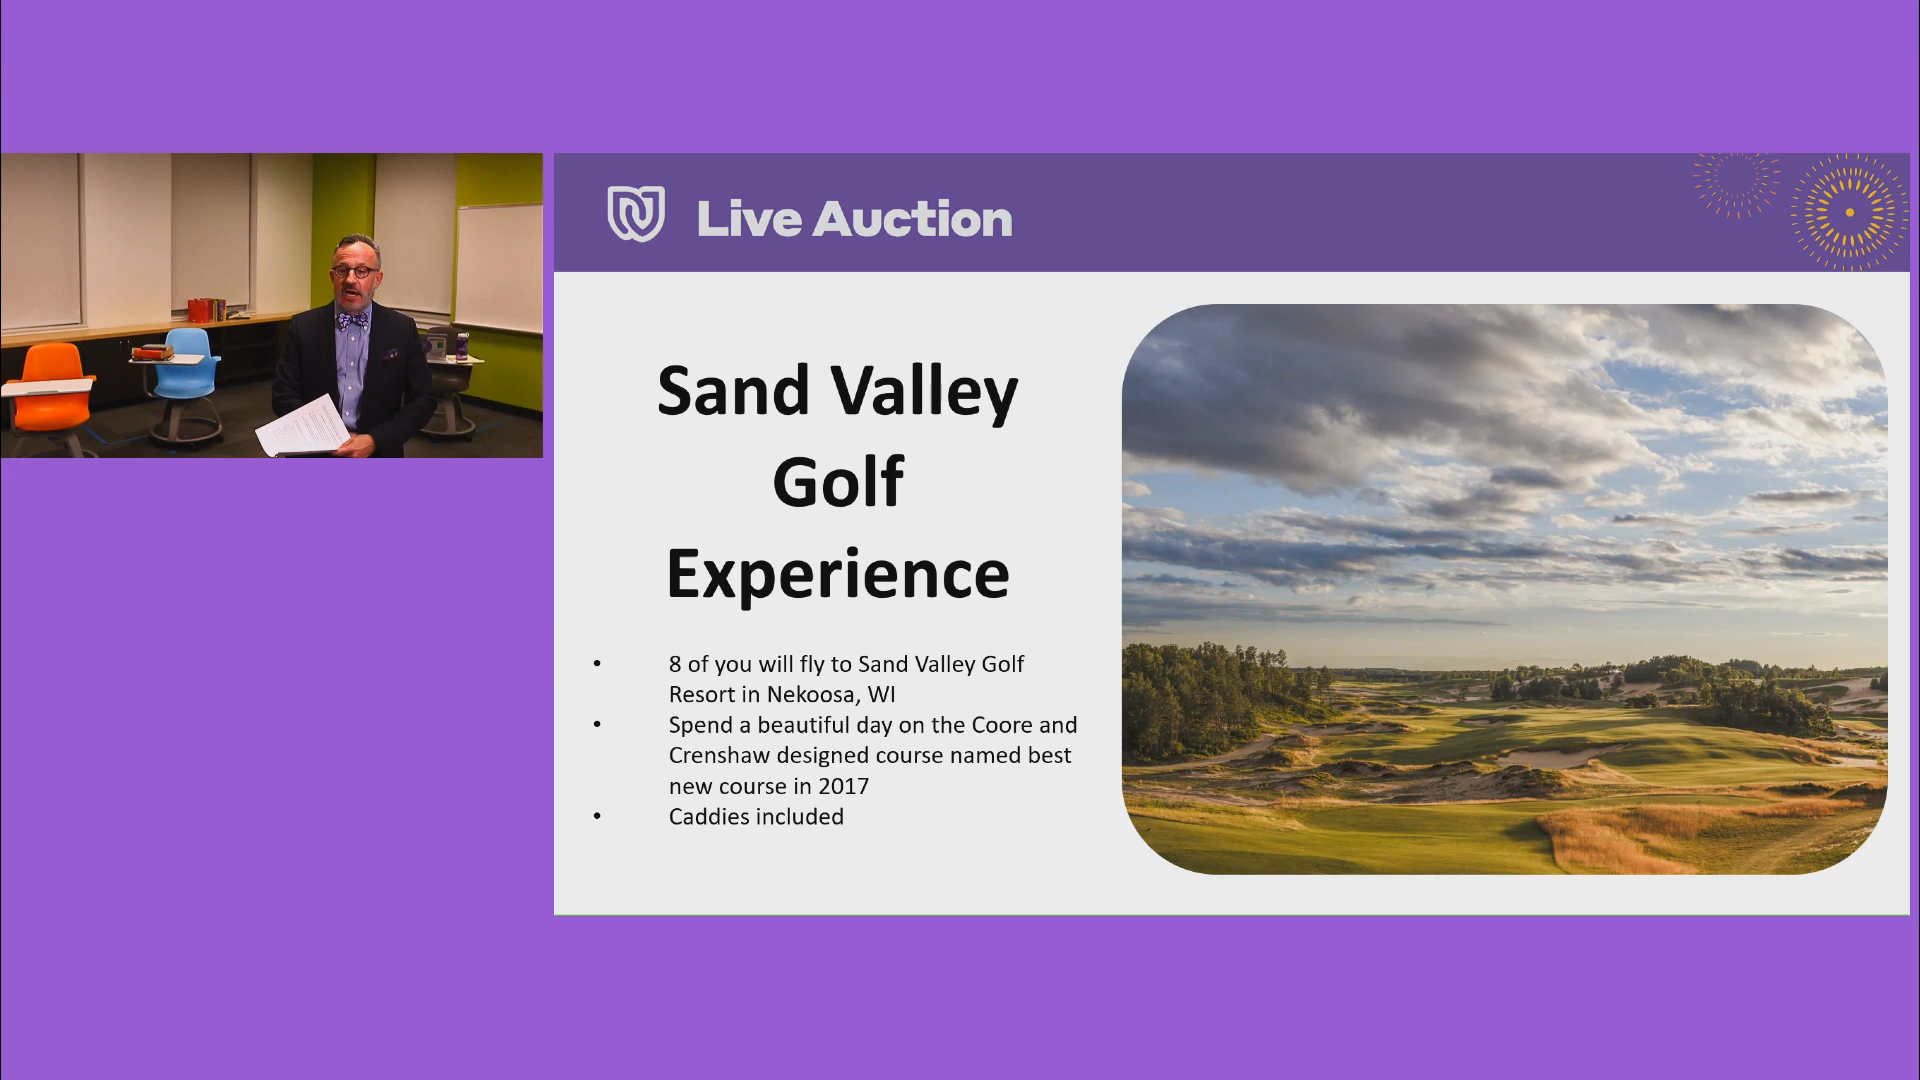 Live Auction
Sand Valley
Golf
Experience
• 8 of you will fly to Sand Valley Golf
Resort in Nekoosa, WI
• Spend a beautiful day on the Coore and
Crenshaw designed course named best
new course in 2017
• Caddies included